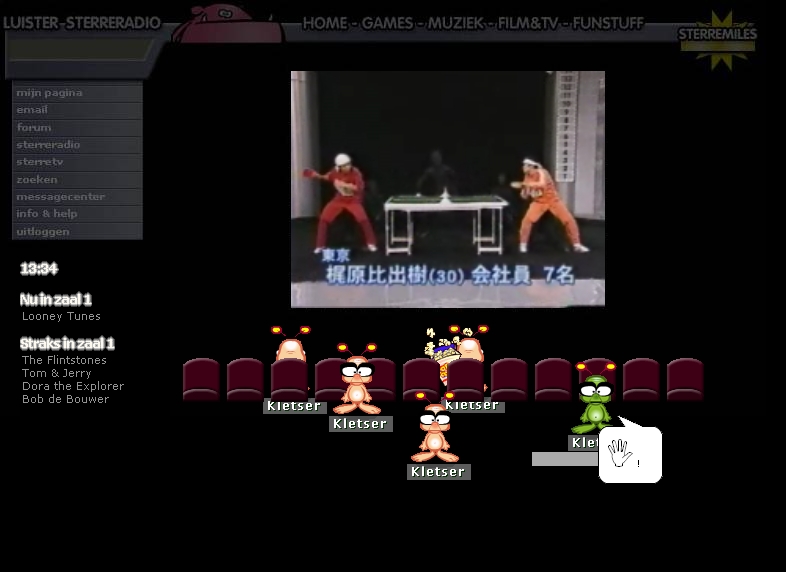 LUISTER-STERRERADIO
HOME - GAMES - MUZIEK - FILM&TV - FUNSTUFF
STERREMILES
mijn pagina
email
forum
sterreradio
sterretv
zoeken
messagecenter
info & help
uitloggen
13:34
Nu in zaal 1
Looney Tunes
Straks in zaal 1
The Flintstones
Tom & Jerry
Dora the Explorer
Bob de Bouwer
東京
梶原比出樹(30) 会社員 7名
Kletser
Kletser
Kletser
Kletser
Klet
!